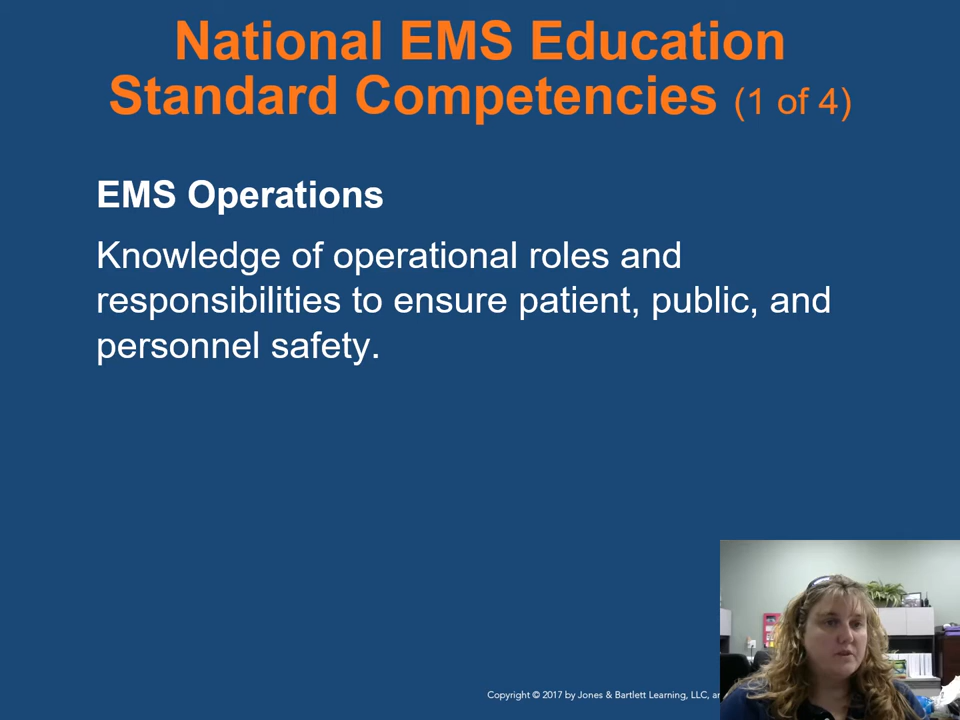 National EMS Education
Standard Competencies (1 of 4)
EMS Operations
Knowledge of operational roles and
responsibilities to ensure patient, public, and
personnel safety.
Copyright © 2017 by Jones & Bartlett Learning, LLC,